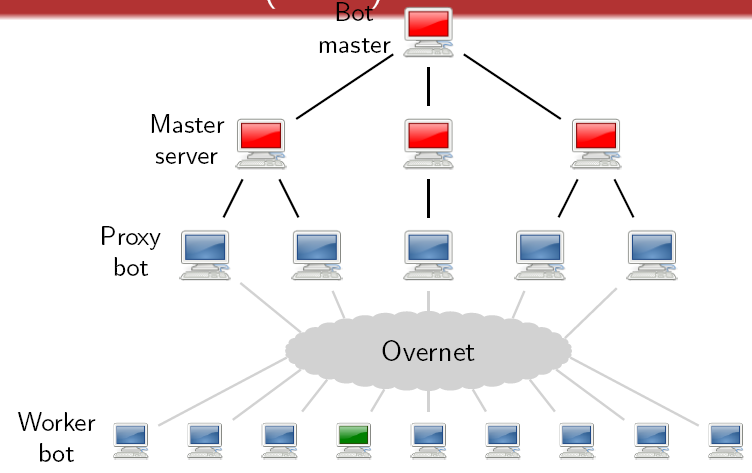 Bot
master
Master
server
Proxy
bot
Overnet
Worker
bot